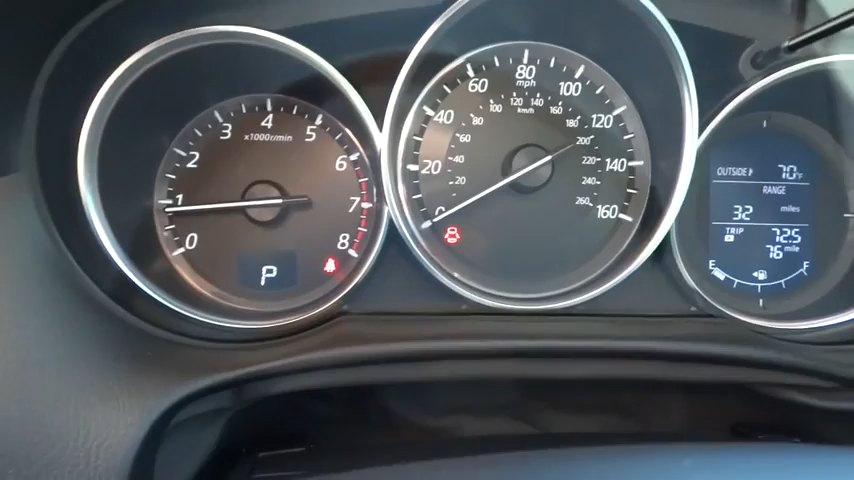 0
1
2
3
4
5
6
7
8
x1000r/min
P
0
20
40
60
80
100
120
140
160
mph
20
40
60
80
100
120
140
160
180
200
220
240
260
km/h
OUTSIDE 70°F
RANGE
32 miles
TRIP 
A
76 mile
E F